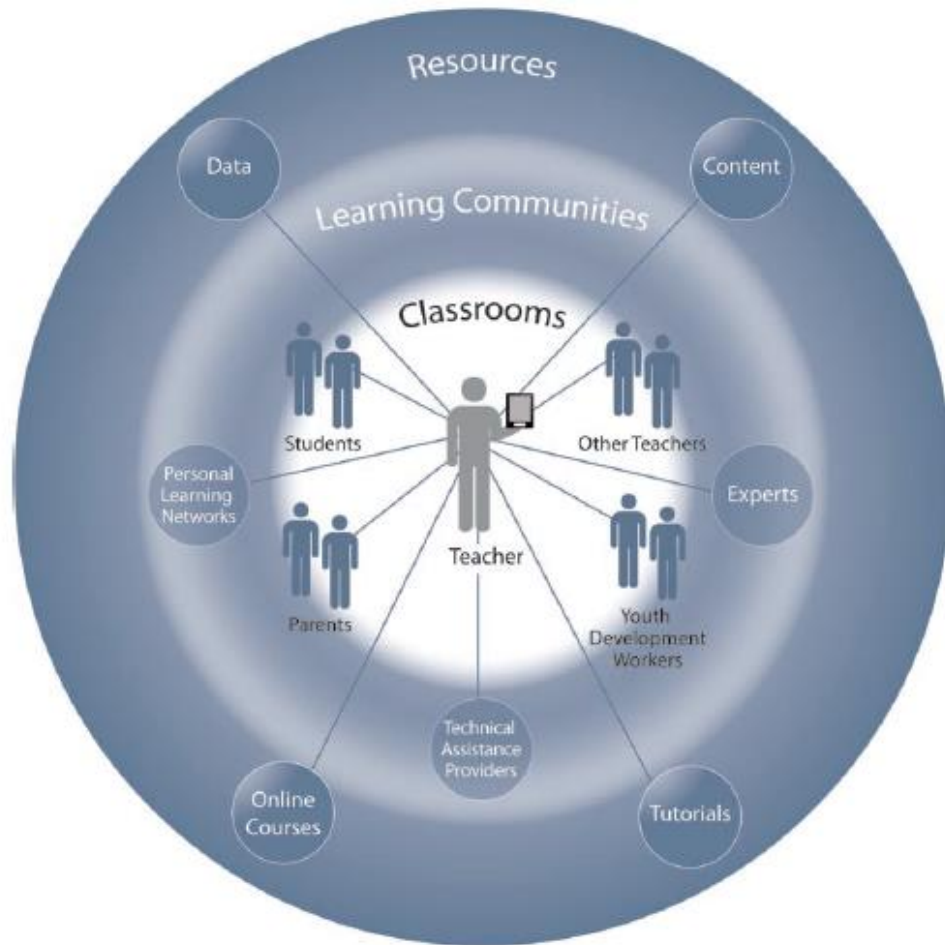 Resources
Data
Content
Learning Communities
Classrooms
Students
Other Teachers
Personal
Learning
Networks
Experts
Teacher
Parents
Youth
Development
Workers
Technical
Assistance
Providers
Online
Courses
Tutorials